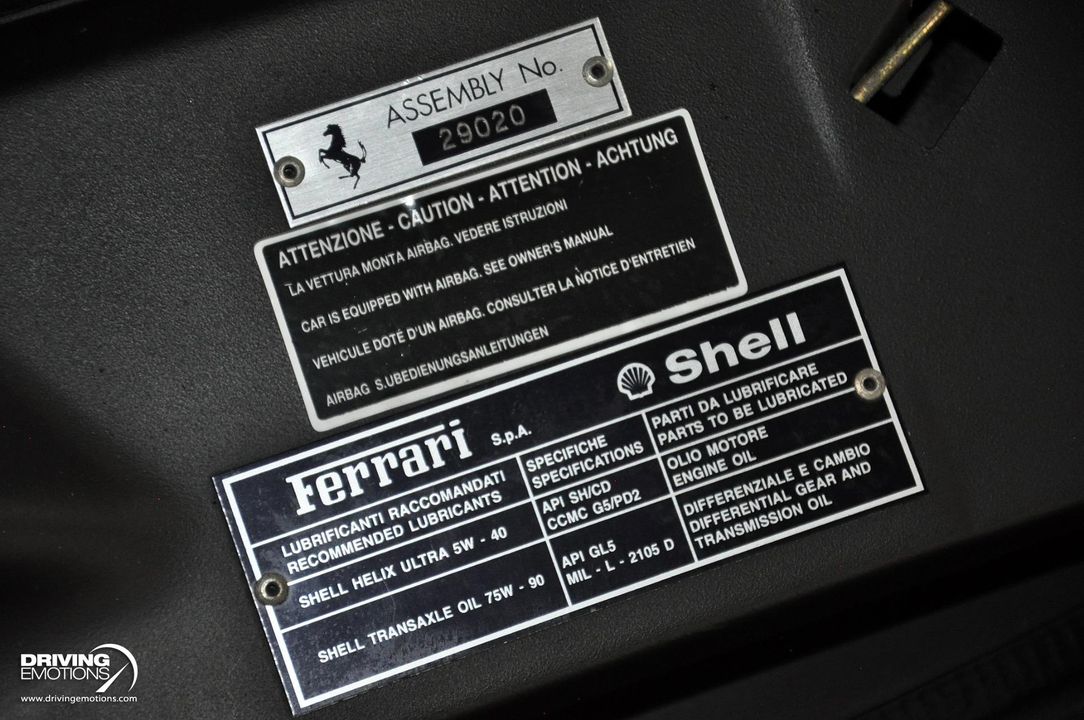 ASSEMBLY No.
29020
ATTENZIONE - CAUTION - ATTENTION - ACHTUNG
LA VETTURA MONTA AIRBAG. VEDERE ISTRUZIONI
CAR IS EQUIPPED WITH AIRBAG. SEE OWNER'S MANUAL
VEHICULE DOTÉ D'UN AIRBAG. CONSULTER LA NOTICE D'ENTRETIEN
AIRBAG S.UBEDIENUNGSANLEITUNGEN
Shell
Ferrari S.p.A.
LUBRIFICANTI RACCOMANDATI
RECOMMENDED LUBRICANTS
SPECIFICHE
SPECIFICATIONS
PARTI DA LUBRIFICARE
PARTS TO BE LUBRICATED
SHELL HELIX ULTRA 5W - 40
API SH/CD
CCMC G5/PD2
OLIO MOTORE
ENGINE OIL
SHELL TRANSAXLE OIL 75W - 90
API GL5
MIL - L - 2105 D
DIFFERENZIALE E CAMBIO
DIFFERENTIAL GEAR AND
TRANSMISSION OIL
DRIVING
EMOTIONS
www.drivingemotions.com